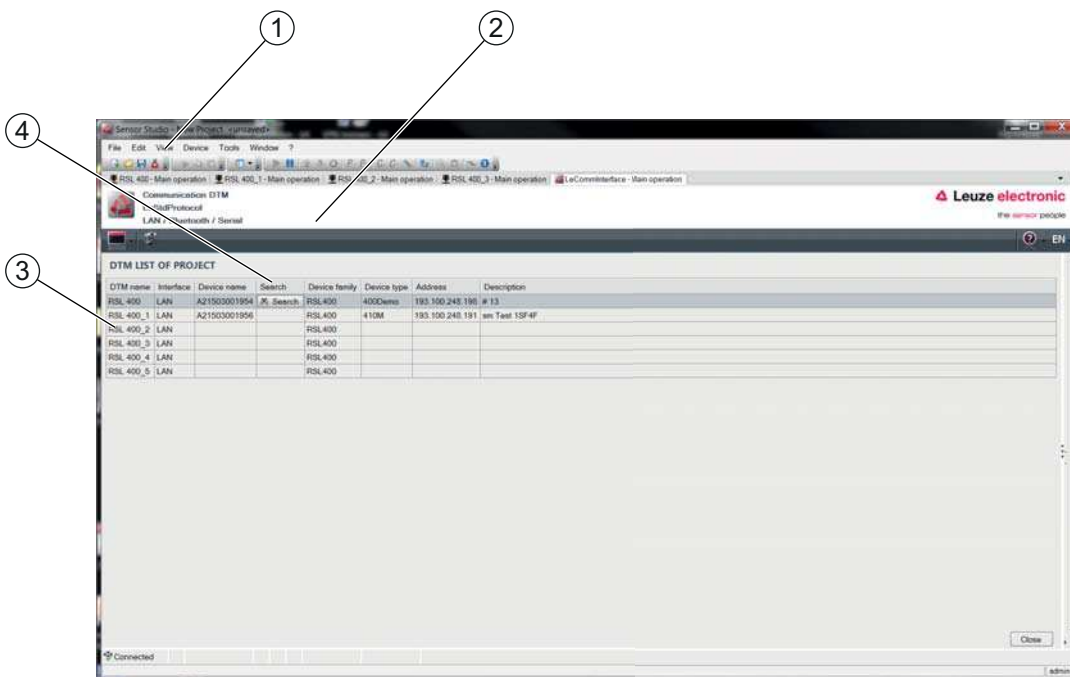 1
2
4
3
Sensor Studio - New Project <unsaved>
File Edit View Device Tools Window ?
RSL 400 - Main operation RSL 400_1 - Main operation RSL 400_2 - Main operation RSL 400_3 - Main operation LeCommInterface - Main operation
Communication DTM
StdProtocol
LAN / Bluetooth / Serial
Leuze electronic
the sensor people
EN
DTM LIST OF PROJECT
DTM name Interface Device name Search Device family Device type Address Description
RSL 400 LAN A21503001954 Search RSL400 400Demo 193.100.248.190 # 13
RSL 400_1 LAN A21503001956 RSL400 410M 193.100.248.191 sm Test 1SF4F
RSL 400_2 LAN RSL400
RSL 400_3 LAN RSL400
RSL 400_4 LAN RSL400
RSL 400_5 LAN RSL400
Close
Connected
admin